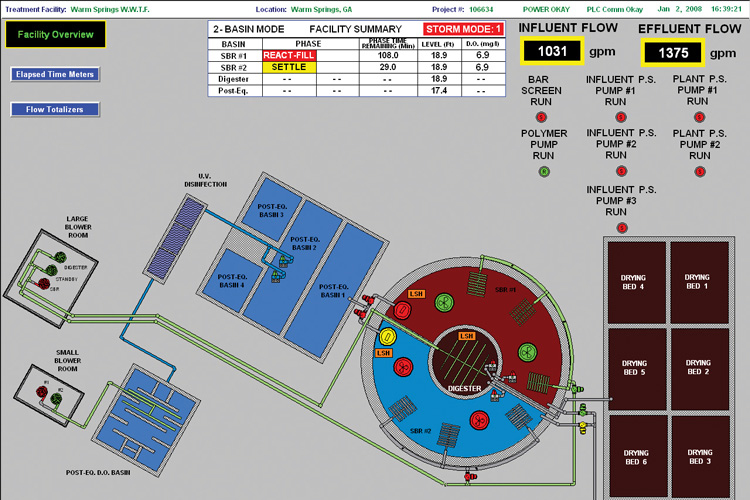 Treatment Facility: Warm Springs W.W.T.F. Location: Warm Springs, GA Project #: 106634 POWER OKAY PLC Comm Okay Jan 2, 2008 16:39:21
Facility Overview
Elapsed Time Meters
Flow Totalizers
2- BASIN MODE FACILITY SUMMARY STORM MODE: 1
BASIN PHASE PHASE TIME REMAINING (Min) LEVEL (Ft) D.O. (mg/l)
SBR #1 REACT-FILL 108.0 18.9 6.9
SBR #2 SETTLE 29.0 18.9 6.9
Digester - - - - 18.9 - -
Post-Eq. - - - - 17.4 - -
INFLUENT FLOW
1031 gpm
EFFLUENT FLOW
1375 gpm
BAR
SCREEN
RUN
S
INFLUENT P.S.
PUMP #1
RUN
S
PLANT P.S.
PUMP #1
RUN
S
POLYMER
PUMP
RUN
R
INFLUENT P.S.
PUMP #2
RUN
S
PLANT P.S.
PUMP #2
RUN
S
INFLUENT P.S.
PUMP #3
RUN
S
U.V.
DISINFECTION
POST-EQ.
BASIN 3
POST-EQ.
BASIN 2
POST-EQ.
BASIN 4
POST-EQ.
BASIN 1
LARGE
BLOWER
ROOM
DIGESTER
STANDBY
SBR
SMALL
BLOWER
ROOM
#1
#2
POST-EQ. D.O. BASIN
LSH
SBR #1
LSH
LSH
DIGESTER
SBR #2
DRYING
BED 4
DRYING
BED 1
DRYING
BED 5
DRYING
BED 2
DRYING
BED 6
DRYING
BED 3